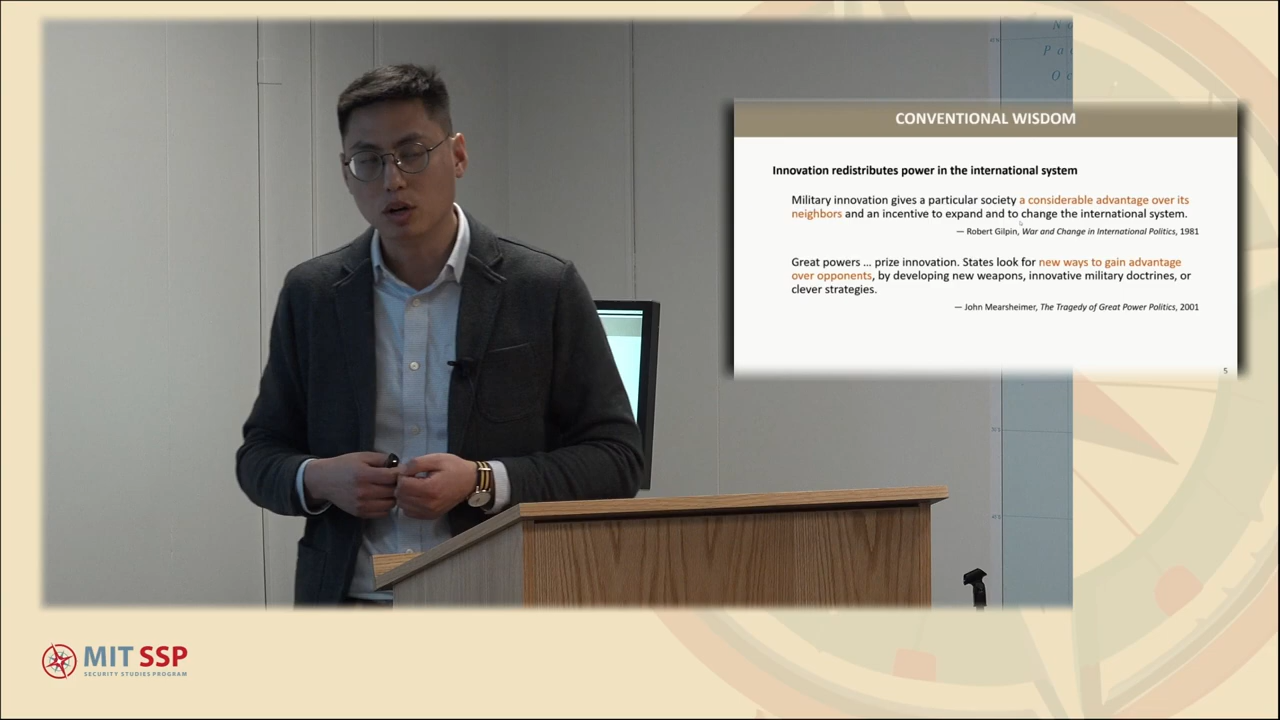 N
P a
O c
CONVENTIONAL WISDOM
Innovation redistributes power in the international system
Military innovation gives a particular society a considerable advantage over its
neighbors and an incentive to expand and to change the international system.
— Robert Gilpin, War and Change in International Politics, 1981
Great powers ... prize innovation. States look for new ways to gain advantage
over opponents, by developing new weapons, innovative military doctrines, or
clever strategies.
— John Mearsheimer, The Tragedy of Great Power Politics, 2001
5
MIT SSP
SECURITY STUDIES PROGRAM